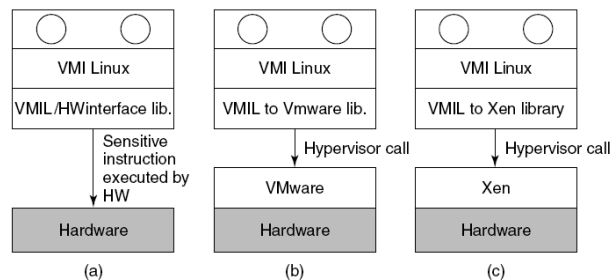 VMI Linux
VMIL/HWinterface lib.
Sensitive
instruction
executed by
HW
Hardware
(a)
VMI Linux
VMIL to Vmware lib.
Hypervisor call
VMware
Hardware
(b)
VMI Linux
VMIL to Xen library
Hypervisor call
Xen
Hardware
(c)